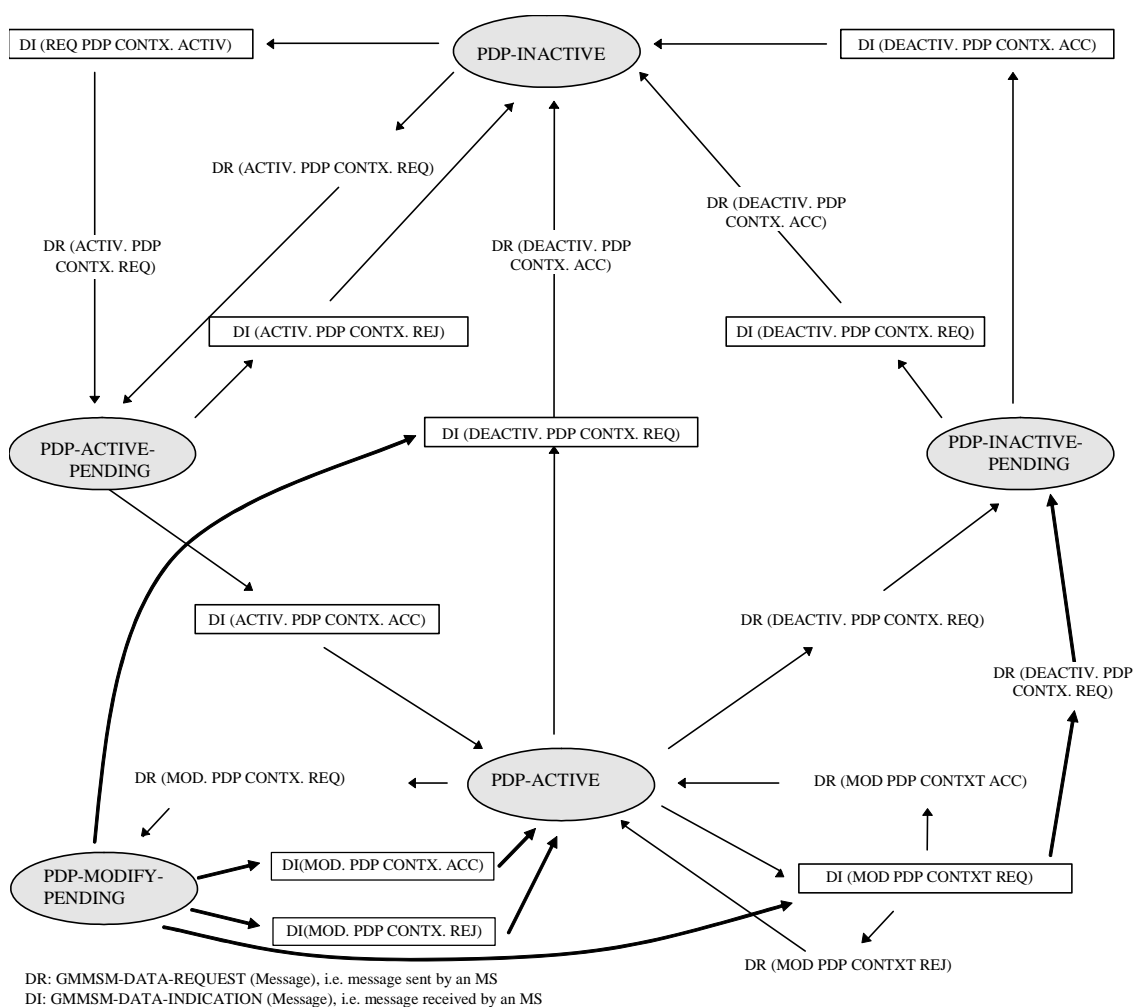 DI (REQ PDP CONTX. ACTIV)
PDP-INACTIVE
DI (DEACTIV. PDP CONTX. ACC)
DR (ACTIV. PDP CONTX. REQ)
DR (DEACTIV. PDP
CONTX. ACC)
DR (ACTIV. PDP
CONTX. REQ)
DR (DEACTIV. PDP
CONTX. ACC)
DI (ACTIV. PDP CONTX. REJ)
DI (DEACTIV. PDP CONTX. REQ)
PDP-ACTIVE-
PENDING
DI (DEACTIV. PDP CONTX. REQ)
PDP-INACTIVE-
PENDING
DI (ACTIV. PDP CONTX. ACC)
DR (DEACTIV. PDP CONTX. REQ)
DR (DEACTIV. PDP
CONTX. REQ)
DR (MOD. PDP CONTX. REQ)
PDP-ACTIVE
DR (MOD PDP CONTXT ACC)
PDP-MODIFY-
PENDING
DI(MOD. PDP CONTX. ACC)
DI (MOD PDP CONTXT REQ)
DI(MOD. PDP CONTX. REJ)
DR (MOD PDP CONTXT REJ)
DR: GMMSM-DATA-REQUEST (Message), i.e. message sent by an MS
DI: GMMSM-DATA-INDICATION (Message), i.e. message received by an MS